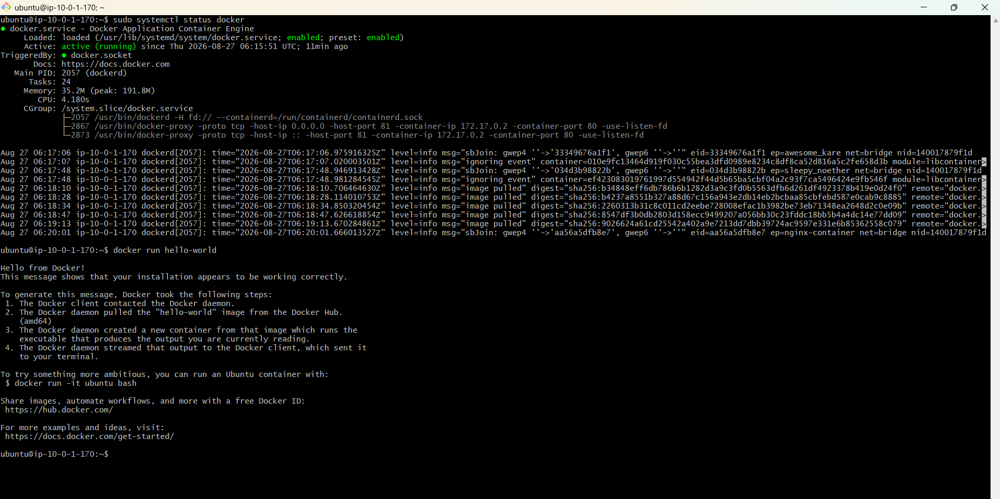 ubuntu@ip-10-0-1-170: ~
ubuntu@ip-10-0-1-170:~$ sudo systemctl status docker
● docker.service - Docker Application Container Engine
     Loaded: loaded (/usr/lib/systemd/system/docker.service; enabled; preset: enabled)
     Active: active (running) since Thu 2026-08-27 06:15:51 UTC; 11min ago
TriggeredBy: ● docker.socket
       Docs: https://docs.docker.com
   Main PID: 2057 (dockerd)
      Tasks: 24
     Memory: 35.2M (peak: 191.8M)
        CPU: 4.180s
     CGroup: /system.slice/docker.service
             ├─2057 /usr/bin/dockerd -H fd:// --containerd=/run/containerd/containerd.sock
             ├─2867 /usr/bin/docker-proxy -proto tcp -host-ip 0.0.0.0 -host-port 81 -container-ip 172.17.0.2 -container-port 80 -use-listen-fd
             └─2873 /usr/bin/docker-proxy -proto tcp -host-ip :: -host-port 81 -container-ip 172.17.0.2 -container-port 80 -use-listen-fd
Aug 27 06:17:06 ip-10-0-1-170 dockerd[2057]: time="2026-08-27T06:17:06.975916325Z" level=info msg="sbJoin: gwep4 ''->'33349676a1f1', gwep6 ''->''" eid=33349676a1f1 ep=awesome_kare net=bridge nid=140017879f1d
Aug 27 06:17:07 ip-10-0-1-170 dockerd[2057]: time="2026-08-27T06:17:07.020003501Z" level=info msg="ignoring event" container=010e9fc13464d919f030c55bea3dfd0989e8234c8df8ca52d816a5c2fe658d3b module=libcontainer>
Aug 27 06:17:48 ip-10-0-1-170 dockerd[2057]: time="2026-08-27T06:17:48.946913428Z" level=info msg="sbJoin: gwep4 ''->'034d3b98822b', gwep6 ''->''" eid=034d3b98822b ep=sleepy_noether net=bridge nid=140017879f1d
Aug 27 06:17:48 ip-10-0-1-170 dockerd[2057]: time="2026-08-27T06:17:48.981284545Z" level=info msg="ignoring event" container=ef423083019761997d554942f44d5b65ba5cbf04a2c93f7ca5496424e9fb546f module=libcontainer>
Aug 27 06:18:10 ip-10-0-1-170 dockerd[2057]: time="2026-08-27T06:18:10.706464630Z" level=info msg="image pulled" digest="sha256:b34848eff6db786b6b1282d3a9c3fd0b5563dfb6d261df4923378b419e0d24f0" remote="docker.>
Aug 27 06:18:28 ip-10-0-1-170 dockerd[2057]: time="2026-08-27T06:18:28.114010753Z" level=info msg="image pulled" digest="sha256:b4237a8551b327a88d67c156a943e2db14eb2bcbaa85cbfebd587e0cab9c8885" remote="docker.>
Aug 27 06:18:34 ip-10-0-1-170 dockerd[2057]: time="2026-08-27T06:18:34.850320454Z" level=info msg="image pulled" digest="sha256:2260313b31c8c011cd2eebe728008efac1b3982be73eb71348ea2648d2c0e09b" remote="docker.>
Aug 27 06:18:47 ip-10-0-1-170 dockerd[2057]: time="2026-08-27T06:18:47.626618854Z" level=info msg="image pulled" digest="sha256:8547df3b0db2803d158ecc9499207a056bb30c23fddc18bb5b4a4dc14e77dd09" remote="docker.>
Aug 27 06:19:13 ip-10-0-1-170 dockerd[2057]: time="2026-08-27T06:19:13.670284861Z" level=info msg="image pulled" digest="sha256:9026624a61cd25542a402a9e7213dd7dbb39724ac9597e331e6b85362558c079" remote="docker.>
Aug 27 06:20:01 ip-10-0-1-170 dockerd[2057]: time="2026-08-27T06:20:01.666013527Z" level=info msg="sbJoin: gwep4 ''->'aa56a5dfb8e7', gwep6 ''->''" eid=aa56a5dfb8e7 ep=nginx-container net=bridge nid=140017879f1d
ubuntu@ip-10-0-1-170:~$ docker run hello-world
Hello from Docker!
This message shows that your installation appears to be working correctly.
To generate this message, Docker took the following steps:
 1. The Docker client contacted the Docker daemon.
 2. The Docker daemon pulled the "hello-world" image from the Docker Hub.
    (amd64)
 3. The Docker daemon created a new container from that image which runs the
    executable that produces the output you are currently reading.
 4. The Docker daemon streamed that output to the Docker client, which sent it
    to your terminal.
To try something more ambitious, you can run an Ubuntu container with:
 $ docker run -it ubuntu bash
Share images, automate workflows, and more with a free Docker ID:
 https://hub.docker.com/
For more examples and ideas, visit:
 https://docs.docker.com/get-started/
ubuntu@ip-10-0-1-170:~$